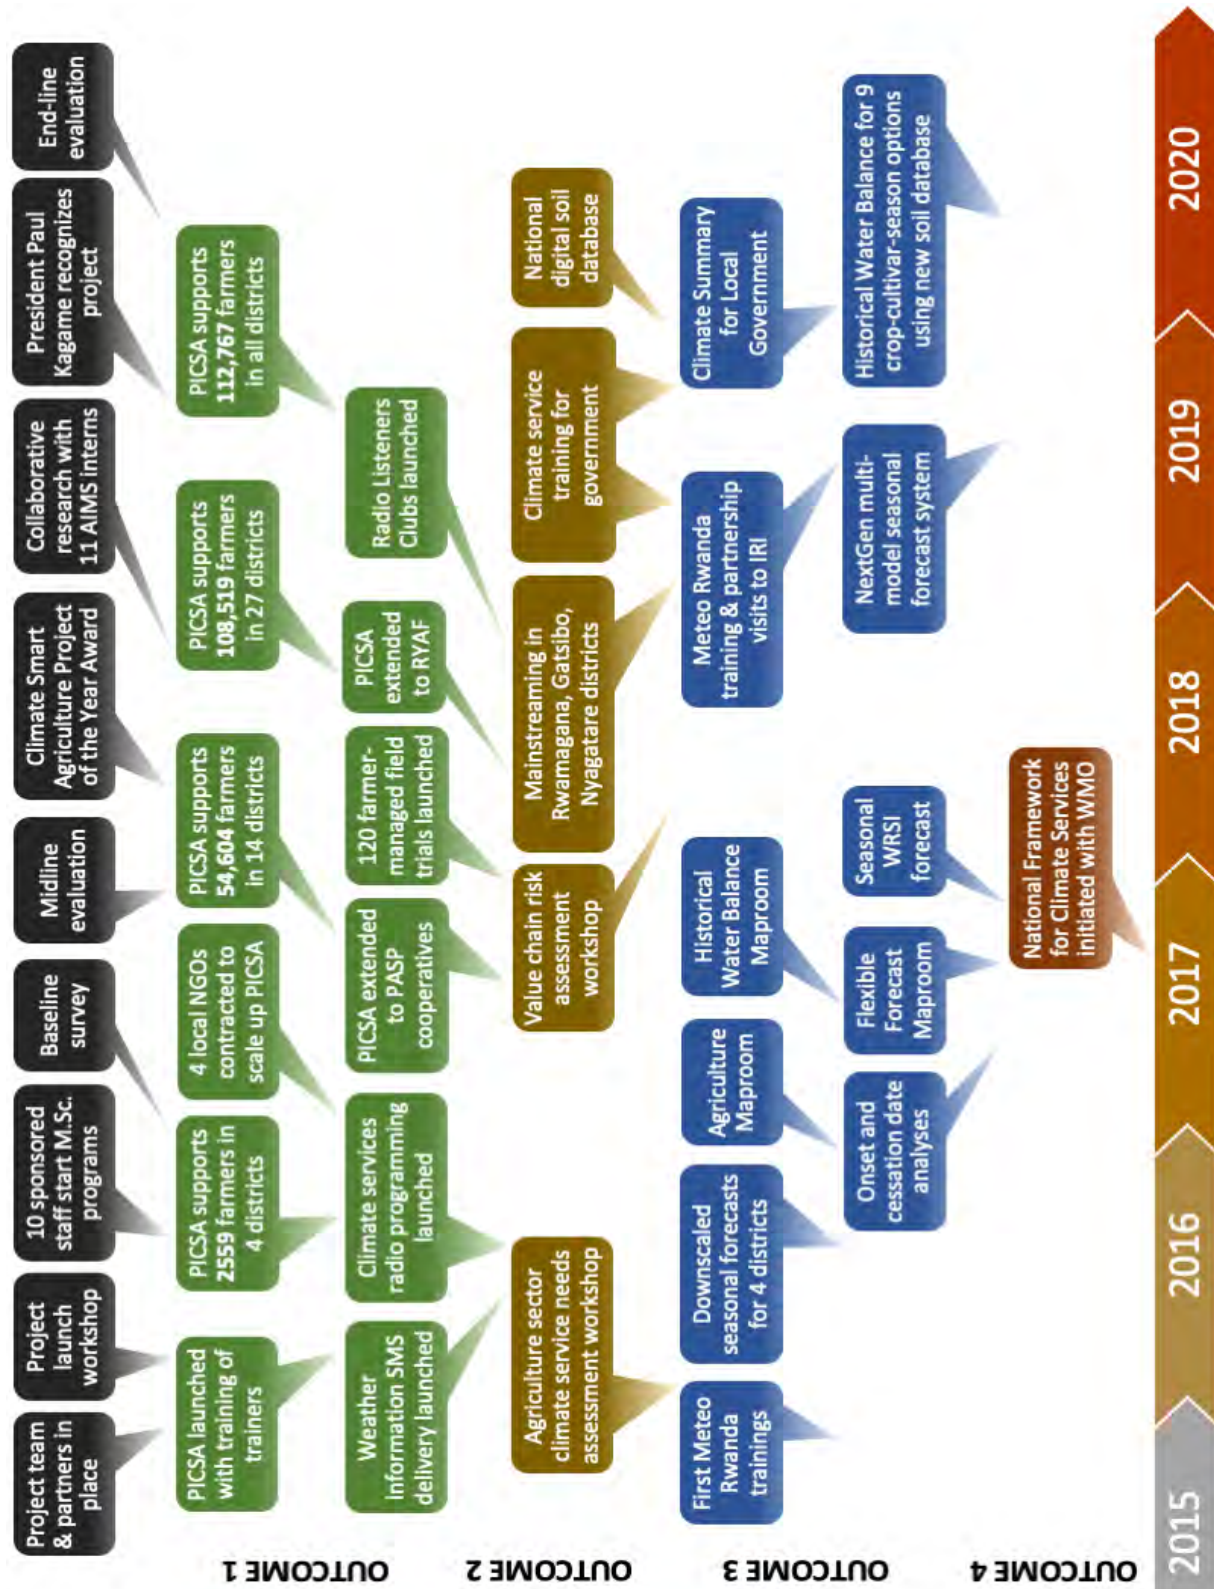 Project team
& partners in
place
Project
launch
workshop
10 sponsored
staff start M.Sc.
programs
Baseline
survey
Midline
evaluation
Climate Smart
Agriculture Project
of the Year Award
Collaborative
research with
11 AIMS interns
President Paul
Kagame recognizes
project
End-line
evaluation
OUTCOME 1
PICSA launched
with training of
trainers
PICSA supports
2559 farmers in
4 districts
4 local NGOs
contracted to
scale up PICSA
PICSA supports
54,604 farmers
in 14 districts
PICSA supports
108,519 farmers
in 27 districts
PICSA supports
112,767 farmers
in all districts
Weather
Information SMS
delivery launched
Climate services
radio programming
launched
PICSA extended
to PASP
cooperatives
120 farmer-
managed field
trials launched
PICSA
extended
to RYAF
Radio Listeners
Clubs launched
OUTCOME 2
Agriculture sector
climate service needs
assessment workshop
Value chain risk
assessment
workshop
Mainstreaming in
Rwamagana, Gatsibo,
Nyagatare districts
Climate service
training for
government
National
digital soil
database
OUTCOME 3
First Meteo
Rwanda
trainings
Downscaled
seasonal forecasts
for 4 districts
Agriculture
Maproom
Historical
Water Balance
Maproom
Meteo Rwanda
training & partnership
visits to IRI
Climate Summary
for Local
Government
Onset and
cessation date
analyses
Flexible
Forecast
Maproom
Seasonal
WRSI
forecast
NextGen multi-
model seasonal
forecast system
Historical Water Balance for 9
crop-cultivar-season options
using new soil database
OUTCOME 4
National Framework
for Climate Services
initiated with WMO
2015
2016
2017
2018
2019
2020